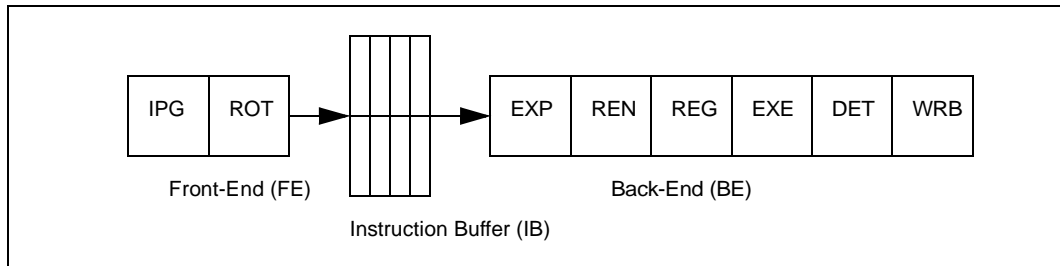 IPG ROT EXP REN REG EXE DET WRB
Front-End (FE) Back-End (BE)
Instruction Buffer (IB)